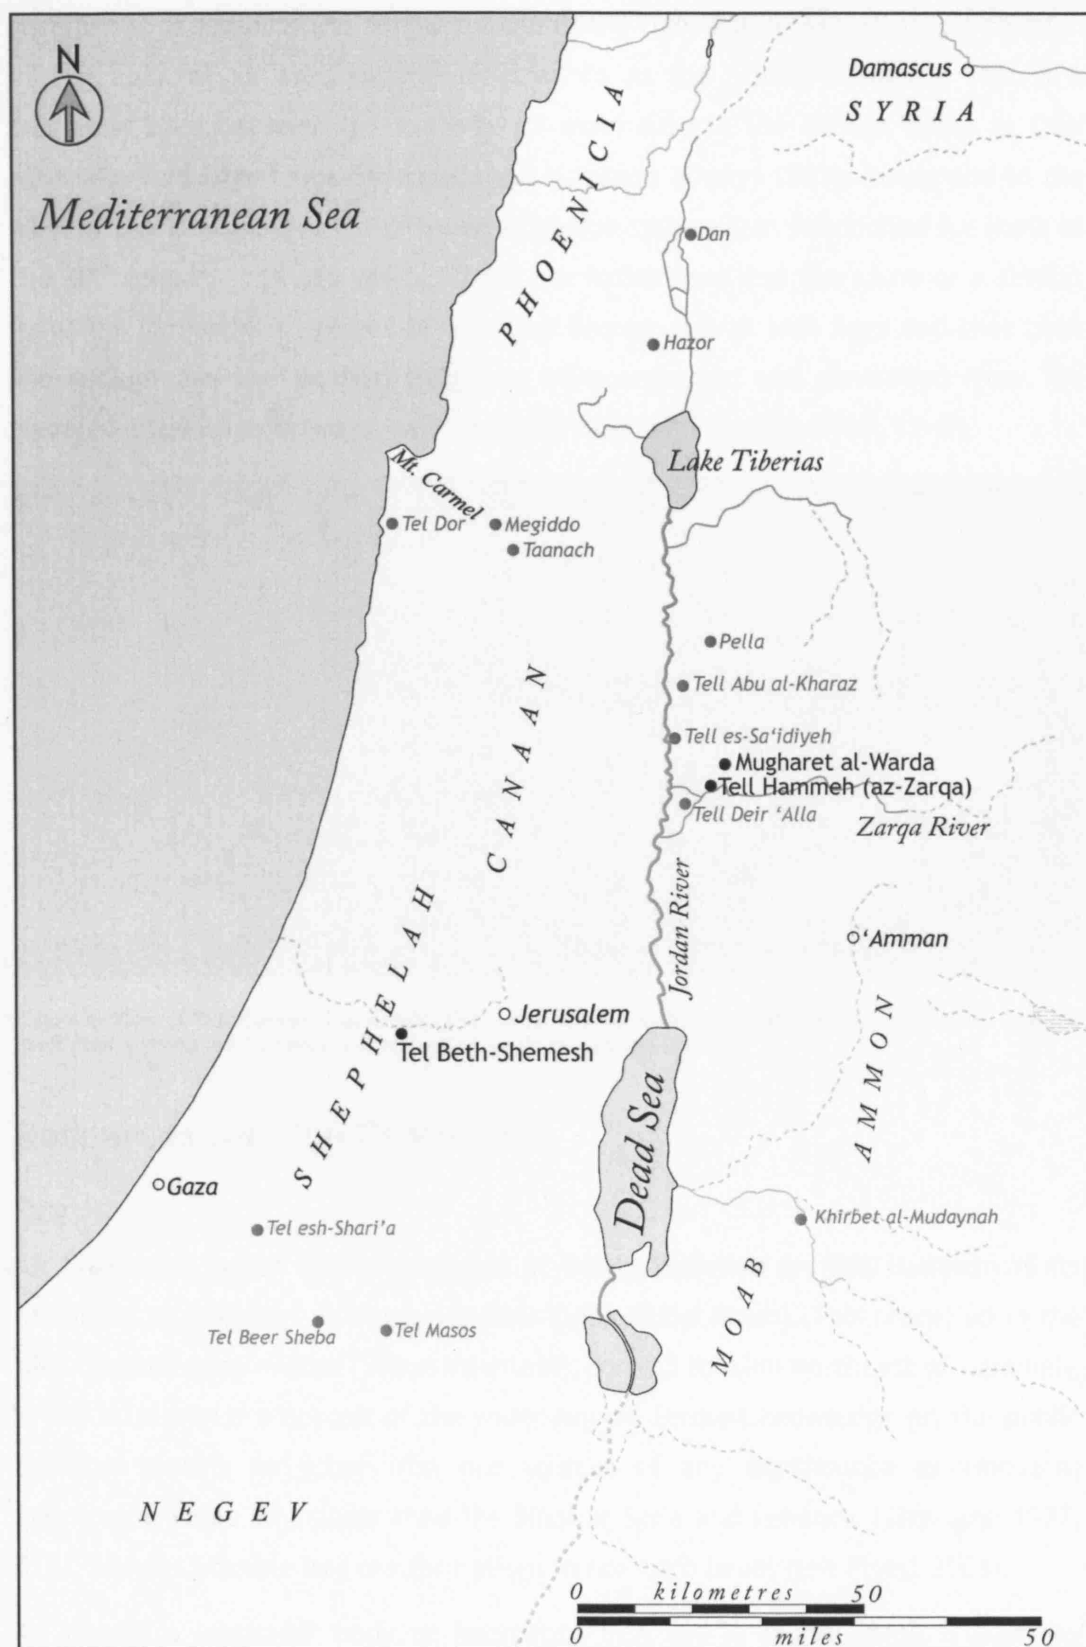 N
Damascus
SYRIA
Mediterranean Sea
PHOENICIA
Dan
Hazor
Lake Tiberias
Mt. Carmel
Tel Dor
Megiddo
Taanach
Pella
Tell Abu al-Kharaz
CANAAN
Tell es-Sa‘idiyeh
Mugharet al-Warda
Tell Hammeh (az-Zarqa)
Tell Deir ‘Alla
Zarqa River
Jordan River
SHEPHELAH
‘Amman
Jerusalem
Tel Beth-Shemesh
AMMON
Dead Sea
Gaza
Tel esh-Shari’a
Khirbet al-Mudaynah
MOAB
Tel Beer Sheba
Tel Masos
NEGEV
0 kilometres 50
0 miles 50